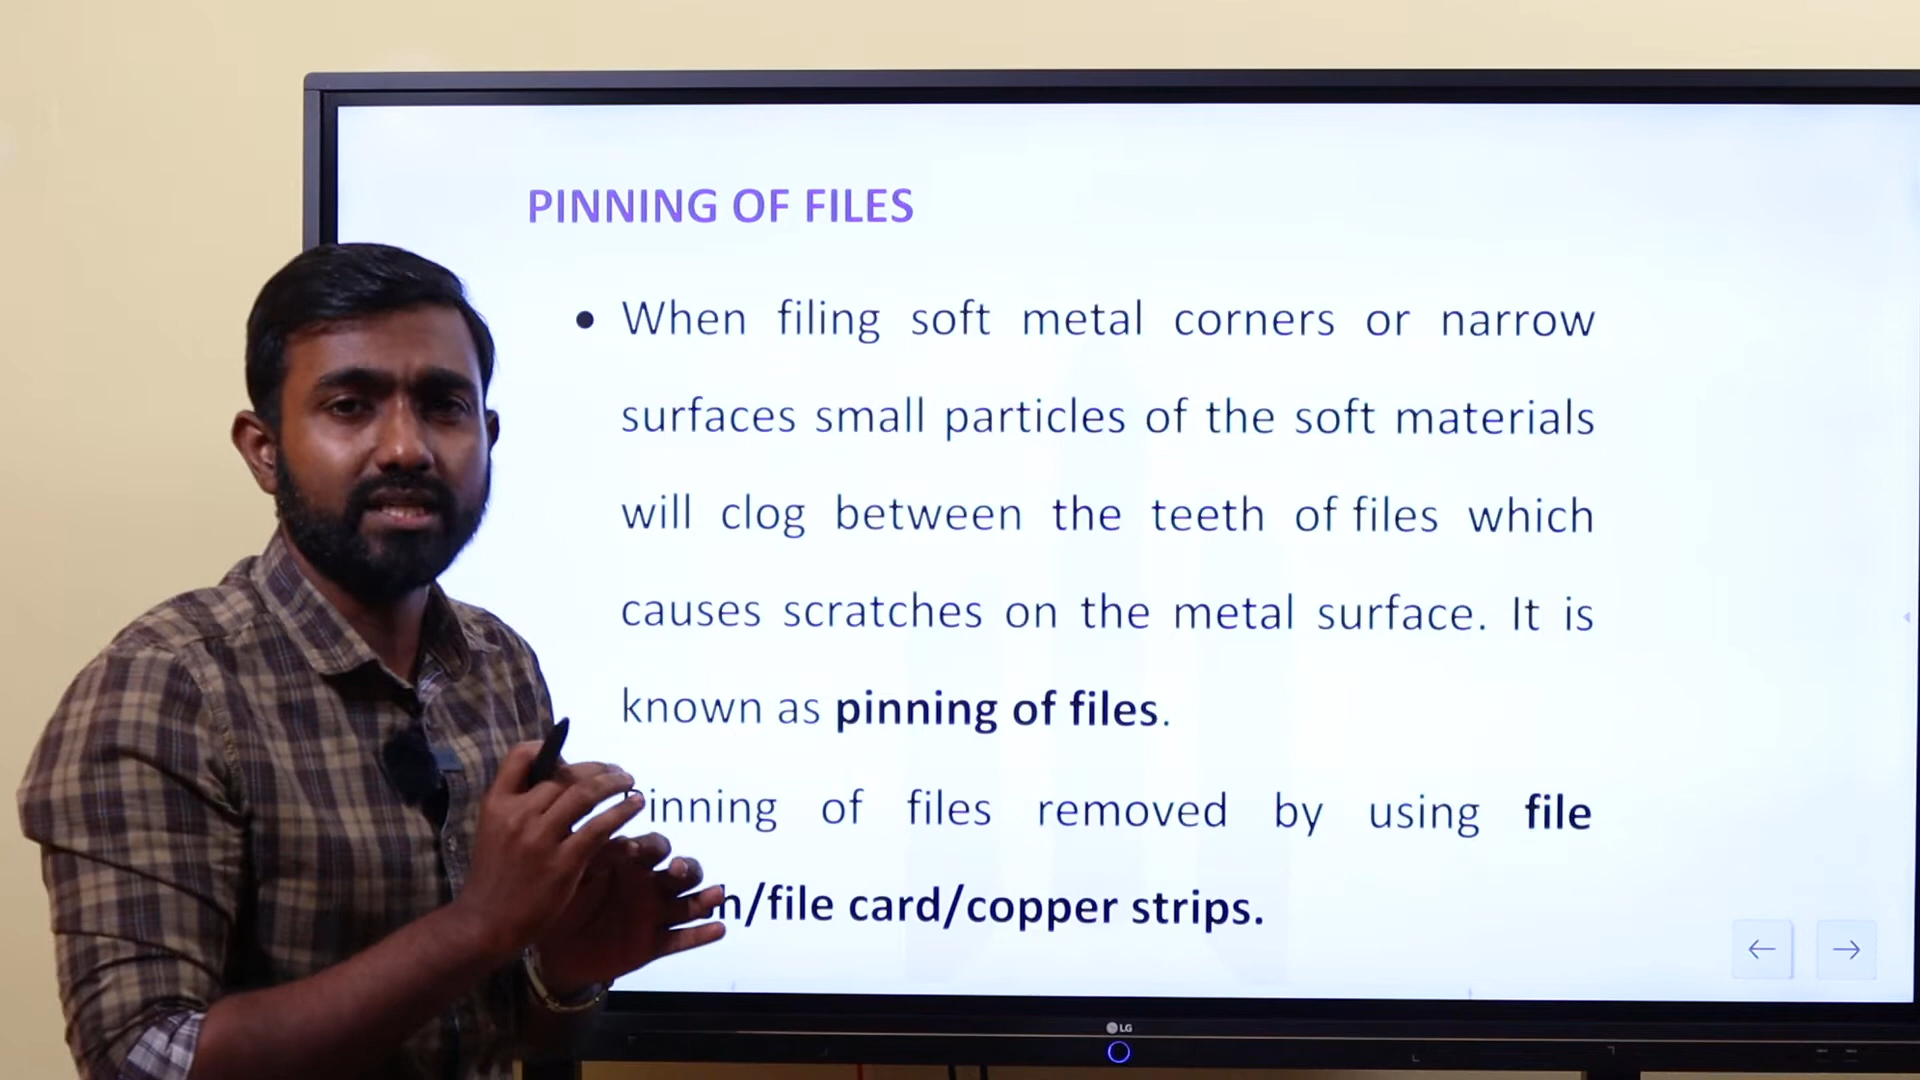 PINNING OF FILES
• When filing soft metal corners or narrow
surfaces small particles of the soft materials
will clog between the teeth of files which
causes scratches on the metal surface. It is
known as pinning of files.
Pinning of files removed by using file
/file card/copper strips.
LG